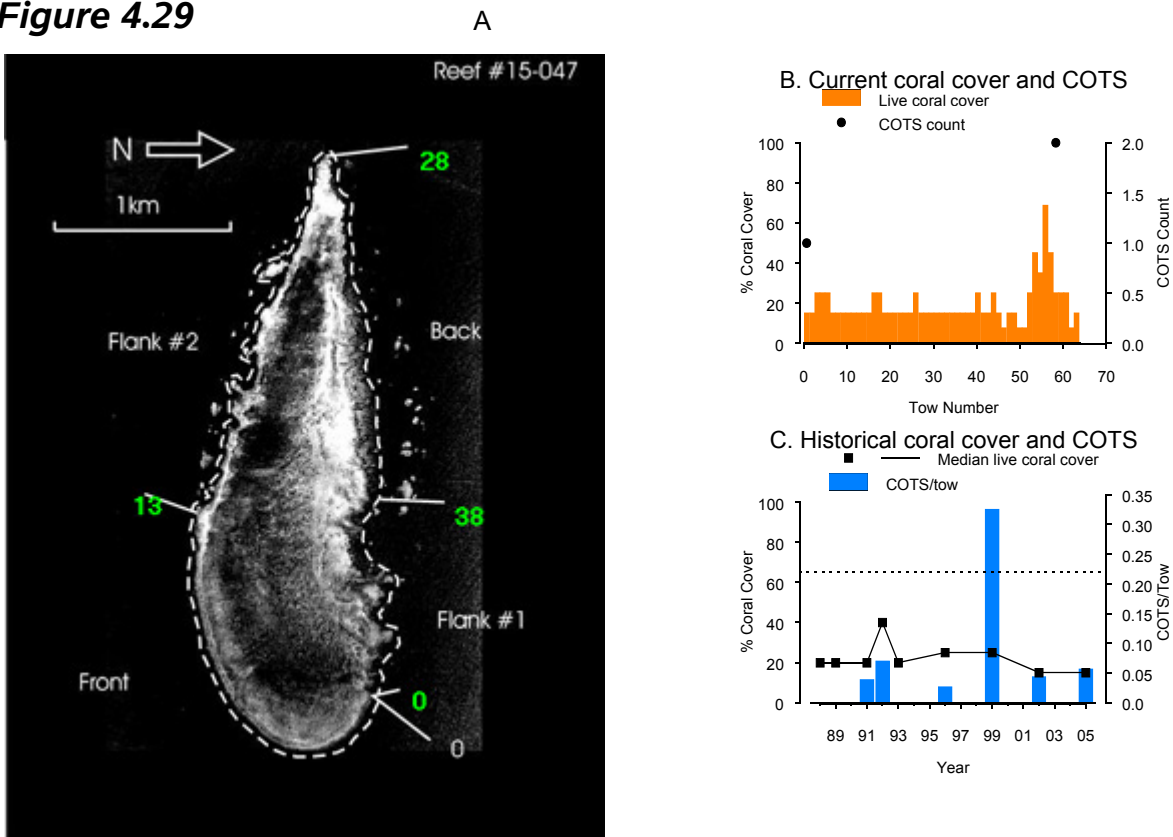 Figure 4.29
A
Reef #15-047
N
1km
28
Flank #2
Back
13
38
Flank #1
Front
0
0
B. Current coral cover and COTS
Live coral cover
COTS count
% Coral Cover
100
80
60
40
20
0
2.0
1.5
1.0
0.5
0.0
COTS Count
0 10 20 30 40 50 60 70
Tow Number
C. Historical coral cover and COTS
Median live coral cover
COTS/tow
% Coral Cover
100
80
60
40
20
0
0.35
0.30
0.25
0.20
0.15
0.10
0.05
0.0
COTS/Tow
89 91 93 95 97 99 01 03 05
Year